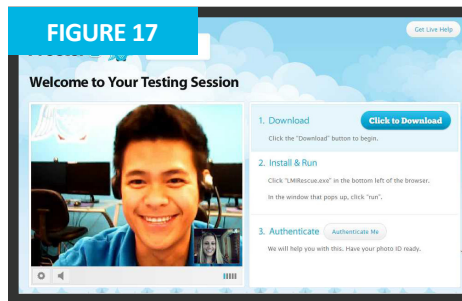 FIGURE 17
Get Live Help
Welcome to Your Testing Session
1. Download
Click to Download
Click the "Download" button to begin.
2. Install & Run
Click "LMIRescue.exe" in the bottom left of the browser.
In the window that pops up, click "run".
3. Authenticate
Authenticate Me
We will help you with this. Have your photo ID ready.